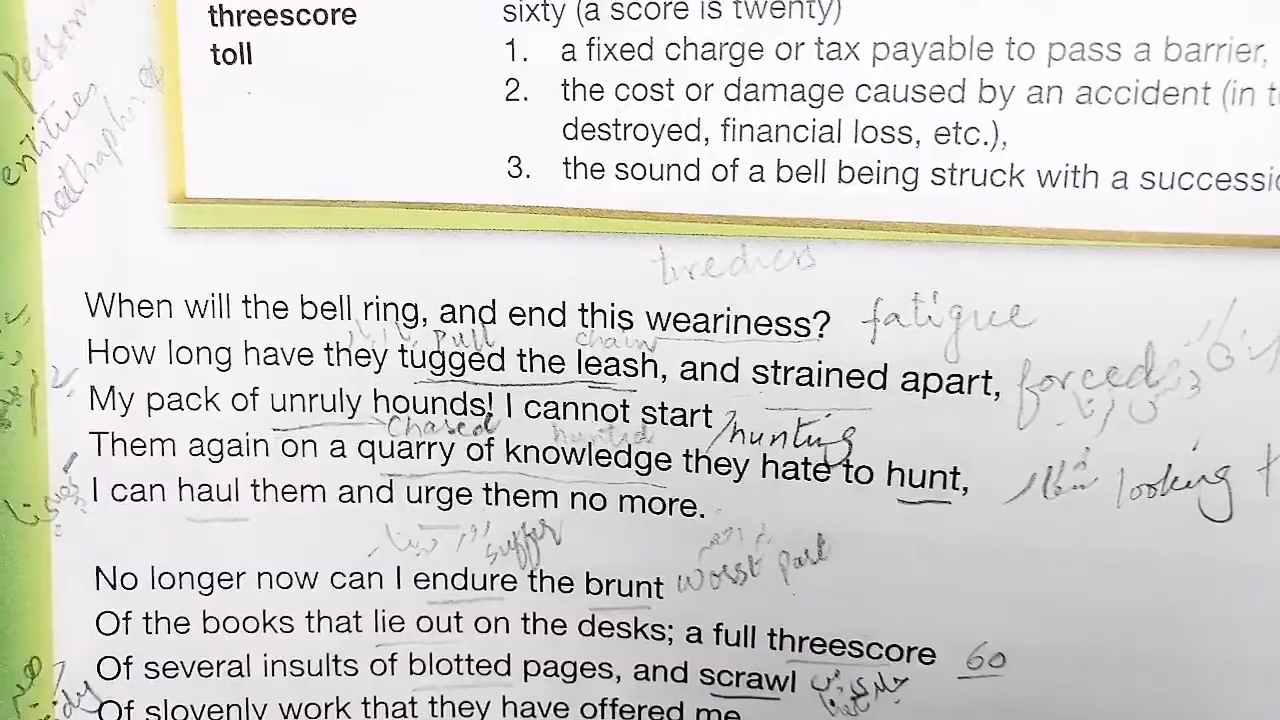 threescore sixty (a score is twenty)
toll 1. a fixed charge or tax payable to pass a barrier,
2. the cost or damage caused by an accident (in
destroyed, financial loss, etc.),
3. the sound of a bell being struck with a
entities
When will the bell ring, and end this weariness? fatigue
pull chain
How long have they tugged the leash, and strained apart, forced
My pack of unruly hounds! I cannot start hunting
chased hunted
Them again on a quarry of knowledge they hate to hunt, looking
I can haul them and urge them no more.
suffer
No longer now can I endure the brunt worst part
Of the books that lie out on the desks; a full threescore 60
Of several insults of blotted pages, and scrawl
Of slovenly work that they have offered me.